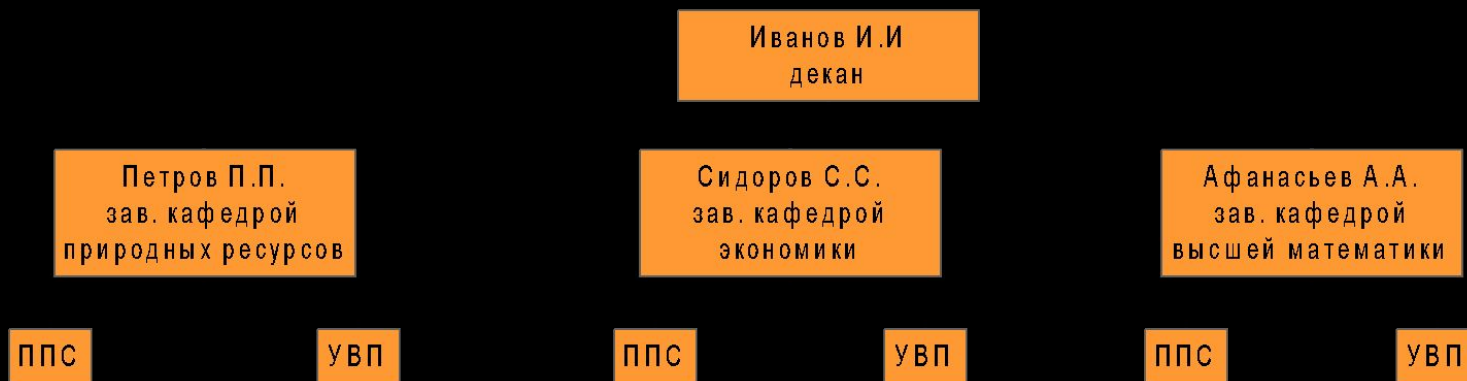 Иванов И.И
декан
Петров П.П.
зав. кафедрой
природных ресурсов
Сидоров С.С.
зав. кафедрой
экономики
Афанасьев А.А.
зав. кафедрой
высшей математики
ППС
УВП
ППС
УВП
ППС
УВП